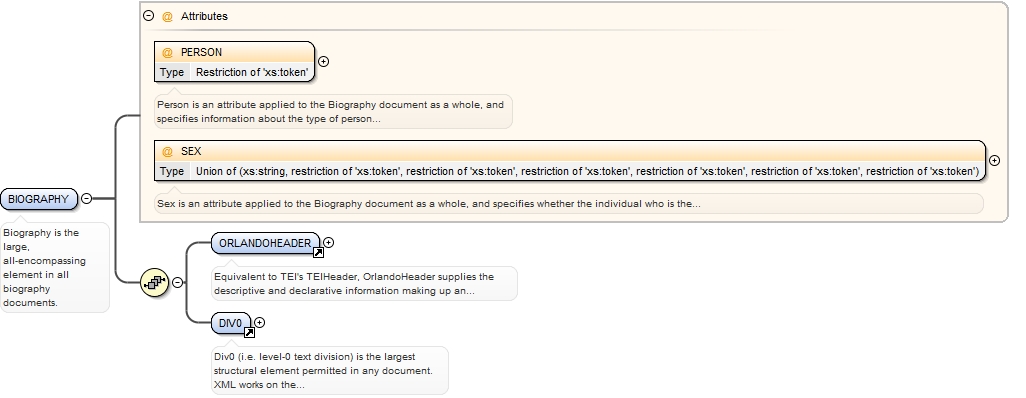 @ Attributes
@ PERSON
Type Restriction of 'xs:token'
Person is an attribute applied to the Biography document as a whole, and
specifies information about the type of person...
@ SEX
Type Union of (xs:string, restriction of 'xs:token', restriction of 'xs:token', restriction of 'xs:token', restriction of 'xs:token', restriction of 'xs:token', restriction of 'xs:token')
Sex is an attribute applied to the Biography document as a whole, and specifies whether the individual who is the...
BIOGRAPHY
Biography is the
large,
all-encompassing
element in all
biography
documents.
ORLANDOHEADER
Equivalent to TEI's TEIHeader, OrlandoHeader supplies the
descriptive and declarative information making up an...
DIV0
Div0 (i.e. level-0 text division) is the largest
structural element permitted in any document.
XML works on the...